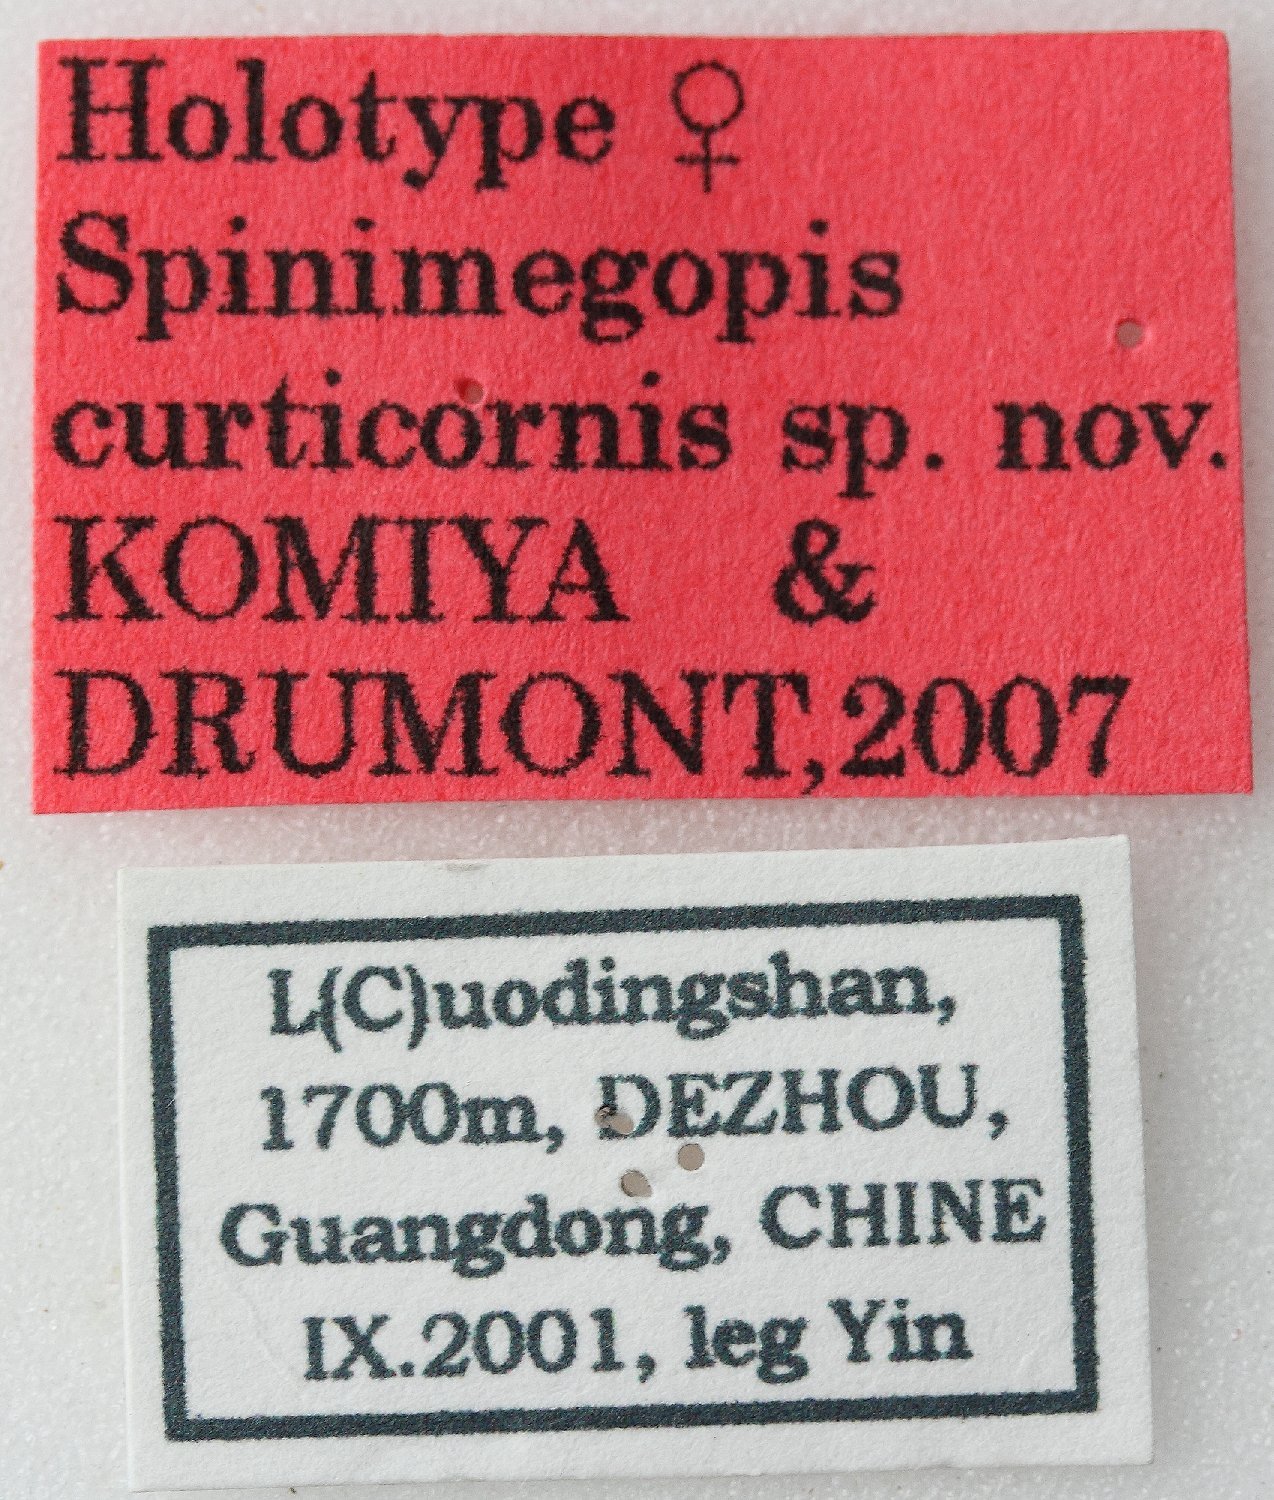 Holotype ♀
Spinimegopis
curticornis sp. nov.
KOMIYA &
DRUMONT,2007
L(C)uodingshan,
1700m, DEZHOU,
Guangdong, CHINE
IX.2001, leg Yin